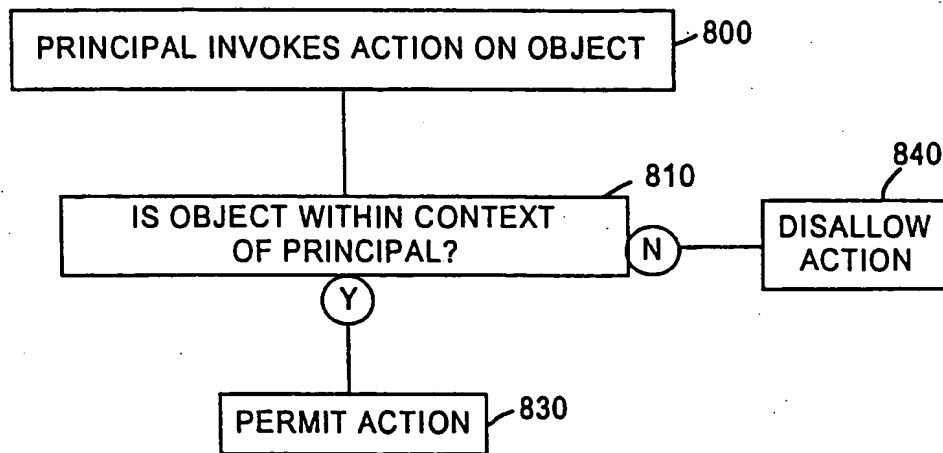 PRINCIPAL INVOKES ACTION ON OBJECT
800
810
IS OBJECT WITHIN CONTEXT
OF PRINCIPAL?
N
840
DISALLOW
ACTION
Y
PERMIT ACTION
830